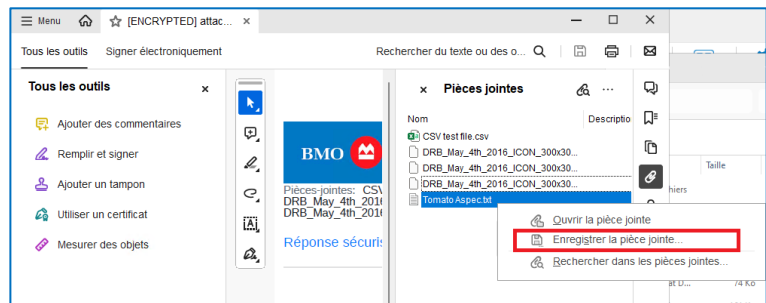 Menu
[ENCRYPTED] attac...
Tous les outils
Signer électroniquement
Rechercher du texte ou des o...
Tous les outils
Ajouter des commentaires
Remplir et signer
Ajouter un tampon
Utiliser un certificat
Mesurer des objets
BMO
Pièces-jointes: CSV
DRB_May_4th_2016
DRB_May_4th_2016
Réponse sécuris
Pièces jointes
Nom
Descriptio
CSV test file.csv
DRB_May_4th_2016_ICON_300x30...
DRB_May_4th_2016_ICON_300x30...
DRB_May_4th_2016_ICON_300x30...
Tomato Aspec.txt
Ouvrir la pièce jointe
Enregistrer la pièce jointe...
Rechercher dans les pièces jointes...
Taille
hiers
at D...
74 Ko